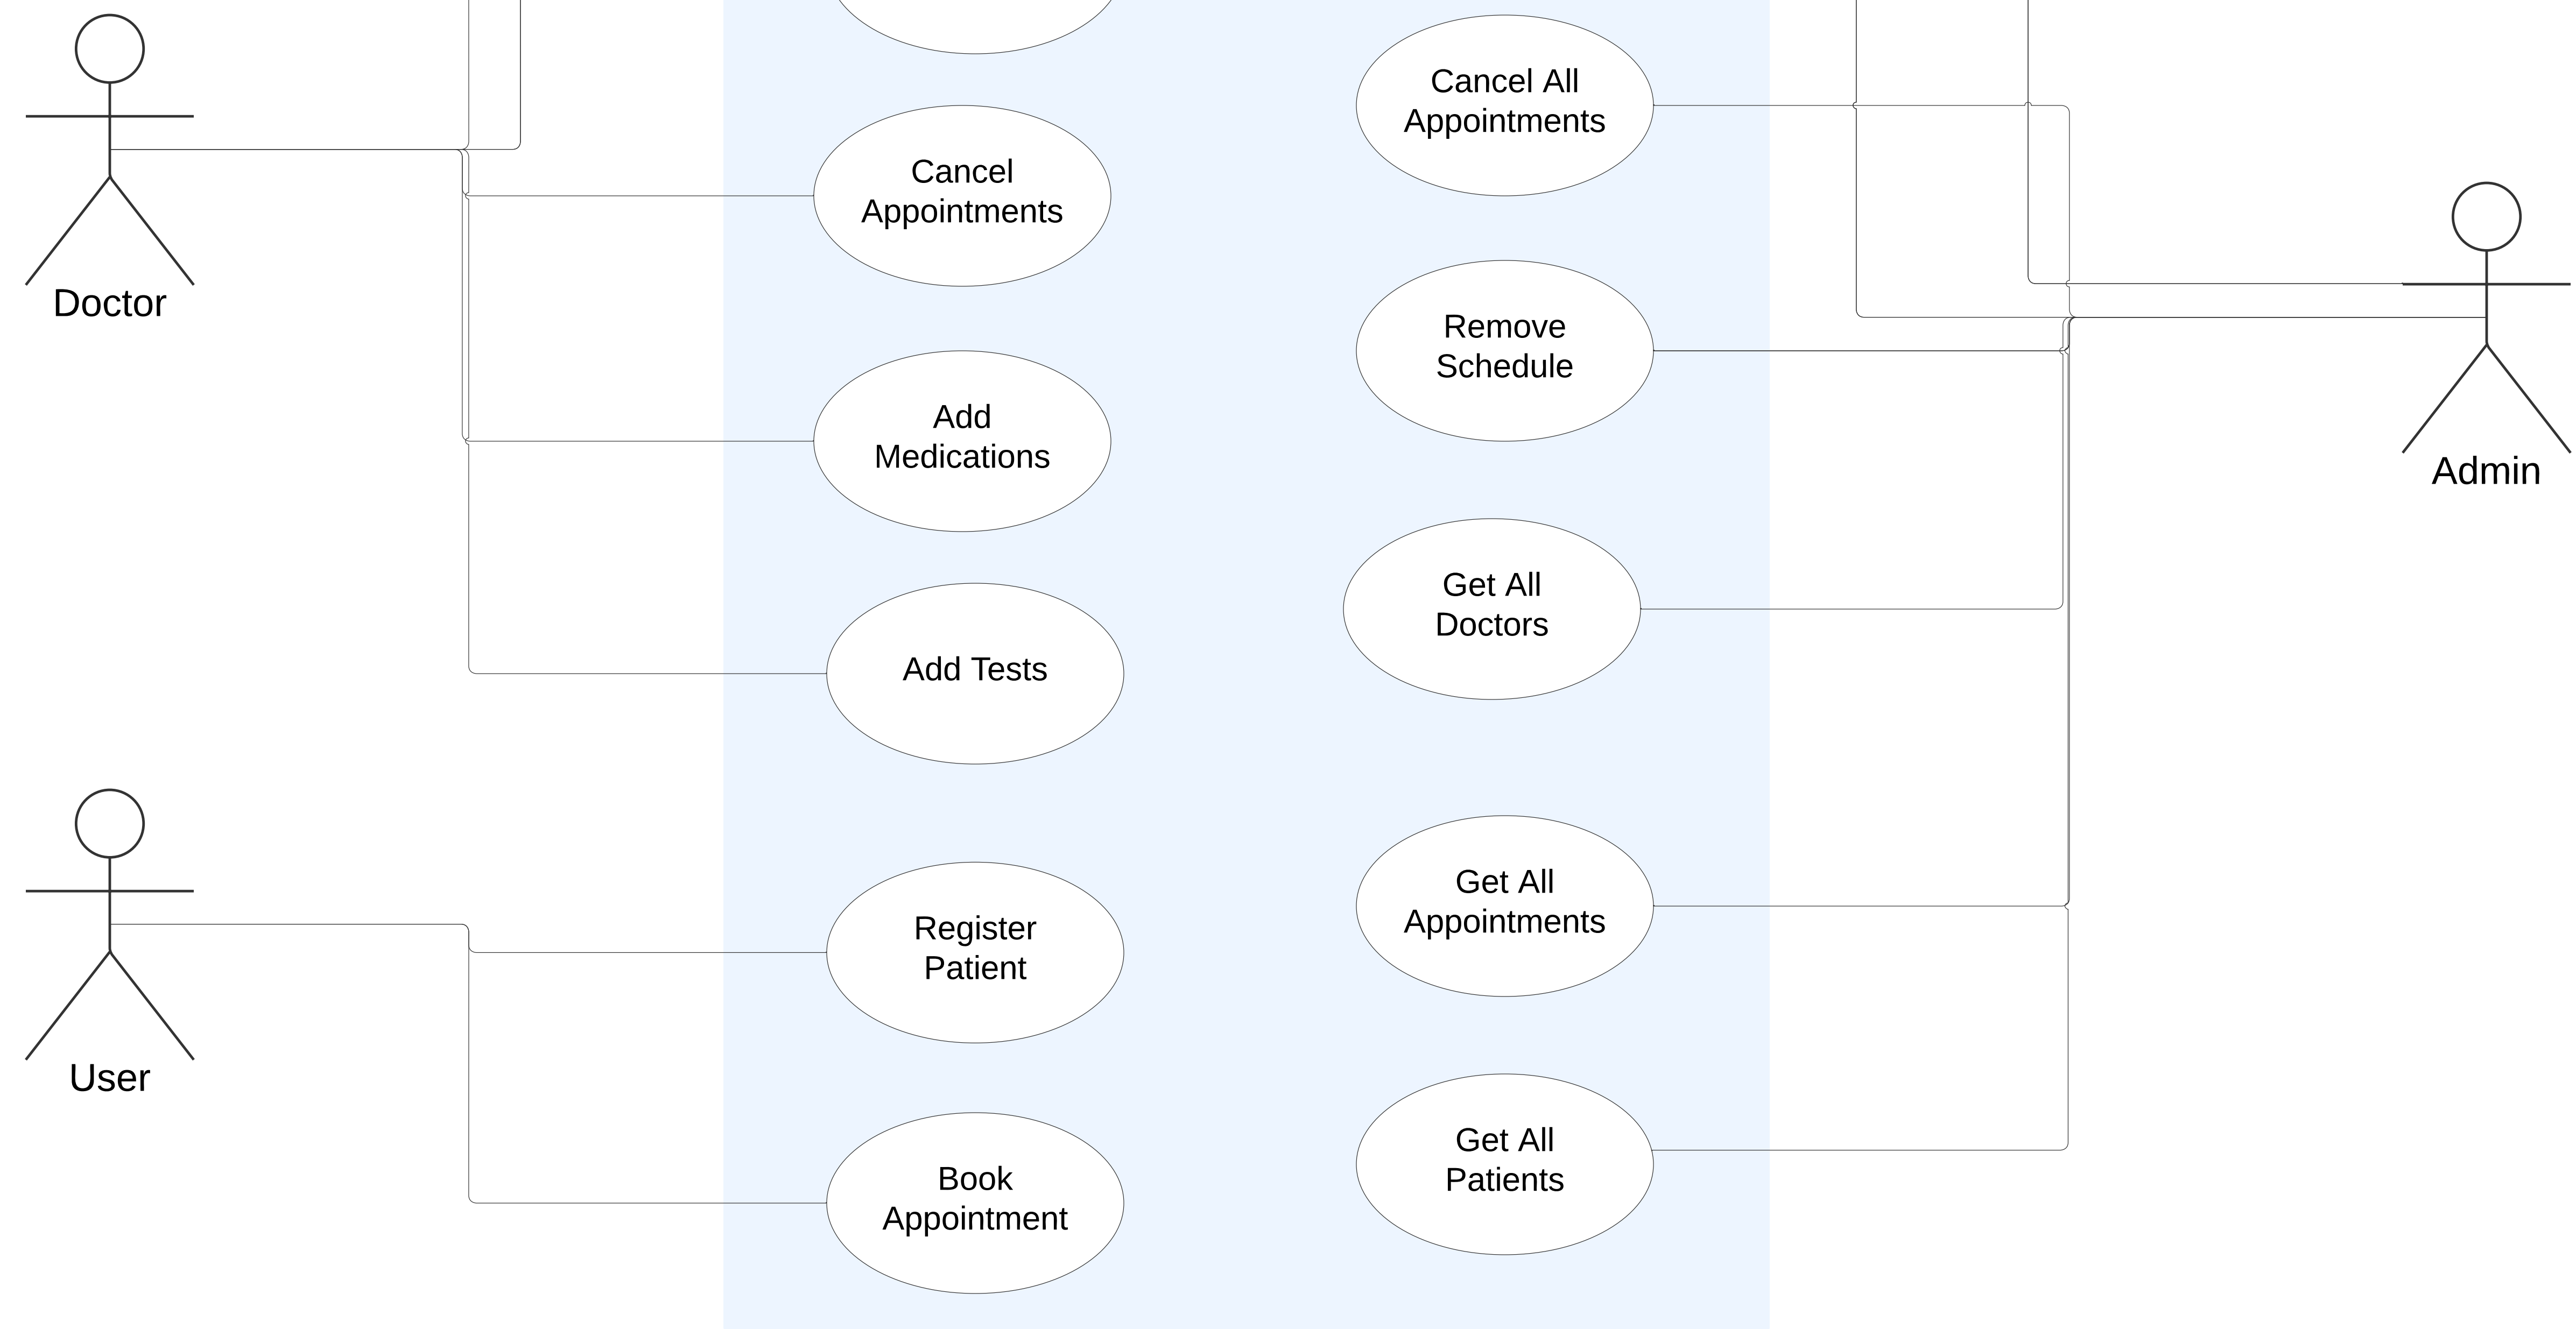 Doctor
Cancel
Appointments
Add
Medications
Add Tests
User
Register
Patient
Book
Appointment
Cancel All
Appointments
Remove
Schedule
Get All
Doctors
Get All
Appointments
Get All
Patients
Admin